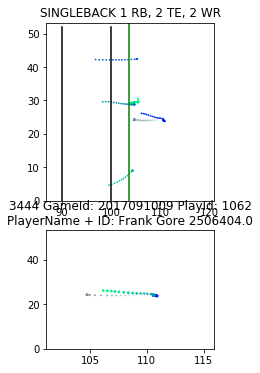 SINGLEBACK 1 RB, 2 TE, 2 WR
50
40
30
20
10
0
90 100 110 120
3444 GameId: 2017091009 PlayId: 1062
PlayerName + ID: Frank Gore 2506404.0
40
20
0
105 110 115